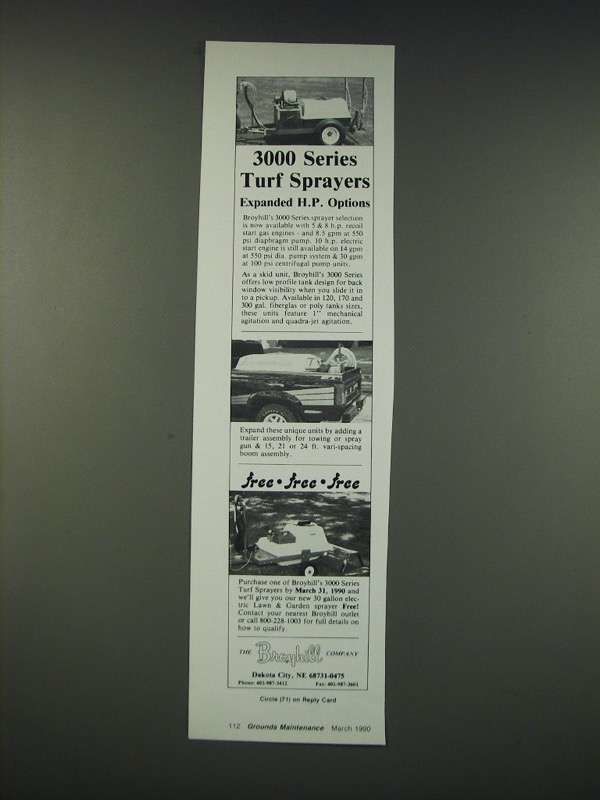 3000 Series
Turf Sprayers
Expanded H.P. Options
Broyhill's 3000 Series sprayer selection
is now available with 5 & 8 h.p. recoil
start gas engines - and 8.5 gpm at 550
psi diaphragm pump. 10 h.p. electric
start engine is still available on 14 gpm
at 550 psi dia. pump system & 30 gpm
at 100 psi centrifugal pump units.
As a skid unit, Broyhill's 3000 Series
offers low profile tank design for back
window visibility when you slide it in
to a pickup. Available in 120, 170 and
300 gal. fiberglas or poly tanks sizes,
these units feature 1" mechanical
agitation and quadra-jet agitation.
Expand these unique units by adding a
trailer assembly for towing or spray
gun & 15, 21 or 24 ft. vari-spacing
boom assembly.
free • free • free
Purchase one of Broyhill's 3000 Series
Turf Sprayers by March 31, 1990 and
we'll give you our new 30 gallon elec-
tric Lawn & Garden sprayer Free!
Contact your nearest Broyhill outlet
or call 800-228-1003 for full details on
how to qualify.
THE Broyhill COMPANY
Dakota City, NE 68731-0475
Phone: 402-987-3412 Fax: 402-987-3601
Circle (71) on Reply Card
112 Grounds Maintenance March 1990